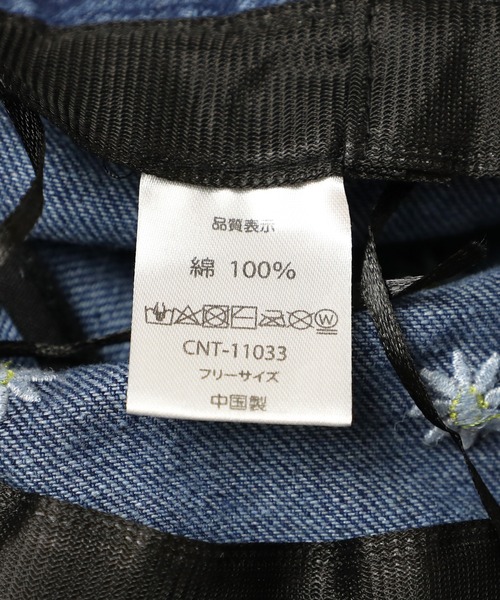 品質表示
綿 100%
CNT-11033
フリーサイズ
中国製